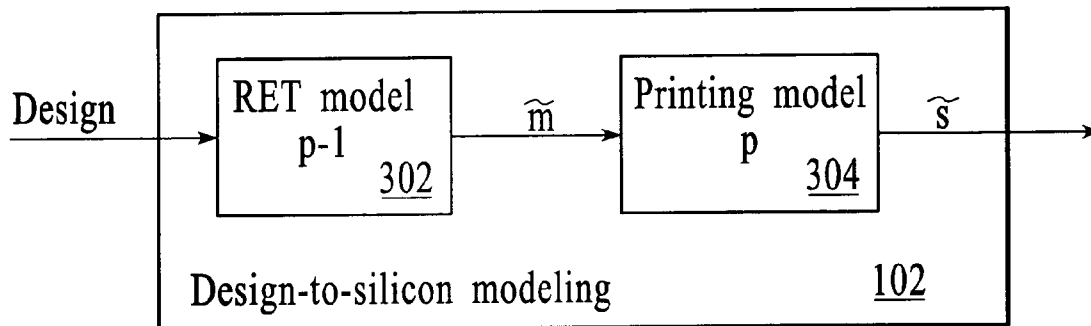 Design
RET model
p-1
302
m̃
Printing model
p
304
s̃
Design-to-silicon modeling
102